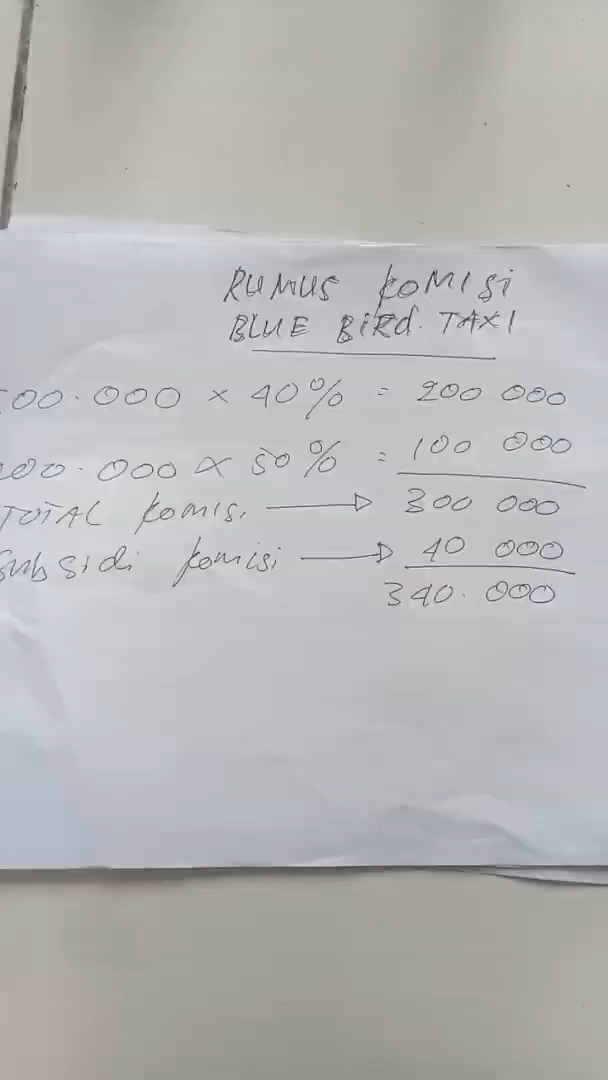 RUMUS KOMISI
BLUE BIRD. TAXI
00.000 x 40% = 200 000
00.000 x 50% = 100 000
TOTAL KOMISI → 300 000
Subsidi komisi → 40 000
340.000